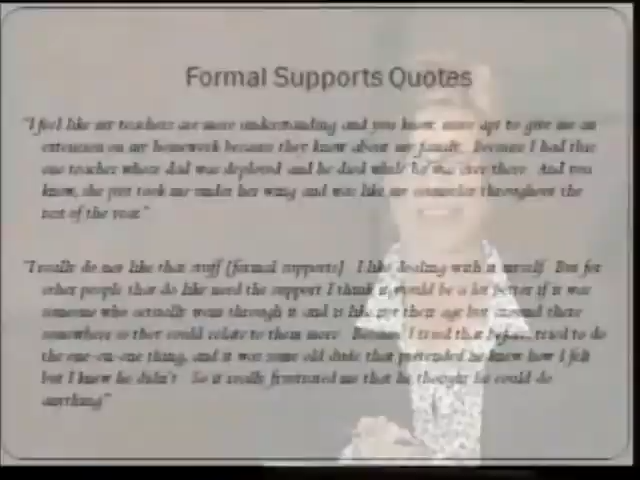 Formal Supports Quotes
"I feel like my teachers are more understanding and you know, more apt to give me an
extension on my homework because they know about my family. Because I had this
one teacher whose dad was deployed and he died while he was over there. And you
know, she just took me under her wing and was like my counselor throughout the
rest of the year."
"I really do not like that stuff [formal supports]. I like dealing with it myself. But for
other people that do like need the support I think it would be a lot better if it was
someone who actually went through it and is like my their age but around there
somewhere so they could relate to them more. Because I tried that before, tried to do
the one-on-one thing, and it was some old dude that pretended he knew how I felt
but I knew he didn't. So it really frustrated me that he thought he could do
anything"